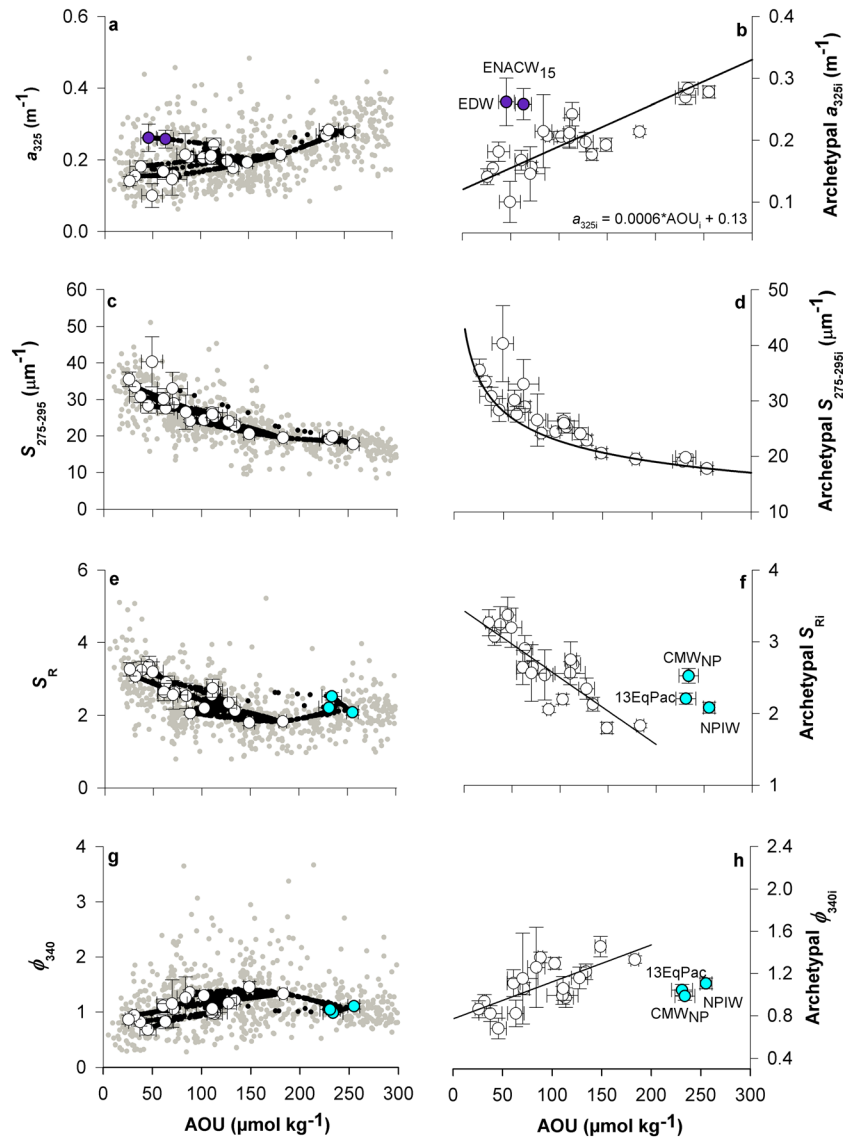 a
0.6
0.4
0.2
0.0
a325 (m−1)
b
ENACW15
EDW
a325i = 0.0006*AOUi + 0.13
0.4
0.3
0.2
0.1
Archetypal a325i (m−1)
c
60
50
40
30
20
10
0
S275-295 (µm−1)
d
50
40
30
20
10
Archetypal S275-295i (µm−1)
e
6
4
2
0
SR
f
CMWNP
13EqPac
NPIW
4
3
2
1
Archetypal SRi
g
4
3
2
1
0
ϕ340
0 50 100 150 200 250 300
AOU (µmol kg−1)
h
13EqPac
NPIW
CMWNP
2.4
2.0
1.6
1.2
0.8
0.4
Archetypal ϕ340i
0 50 100 150 200 250 300
AOU (µmol kg−1)